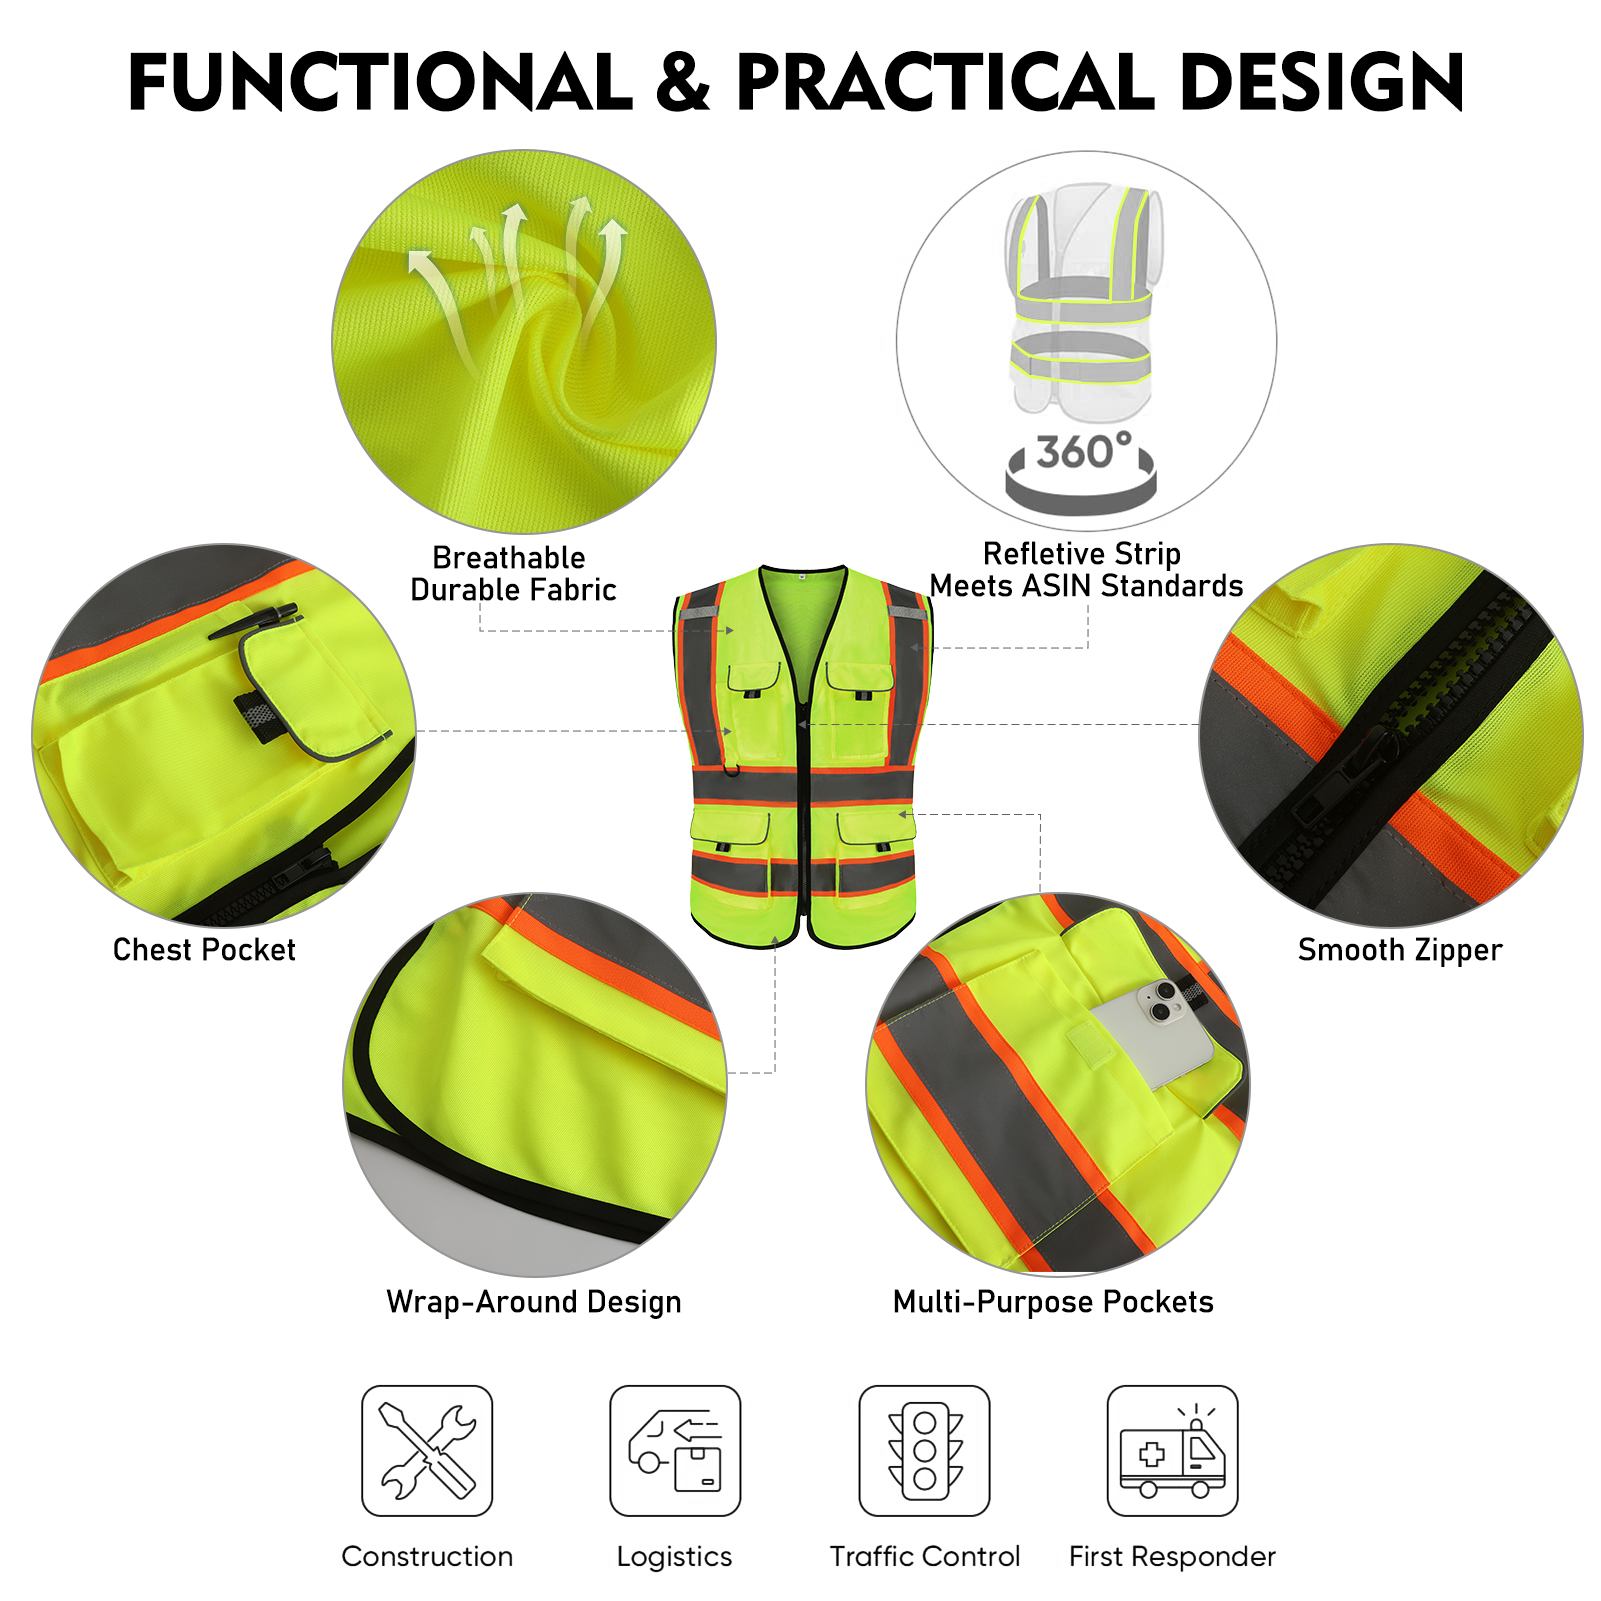 FUNCTIONAL & PRACTICAL DESIGN
360°
Breathable
Durable Fabric
Refletive Strip
Meets ASIN Standards
Chest Pocket
Smooth Zipper
Wrap-Around Design
Multi-Purpose Pockets
Construction
Logistics
Traffic Control
First Responder